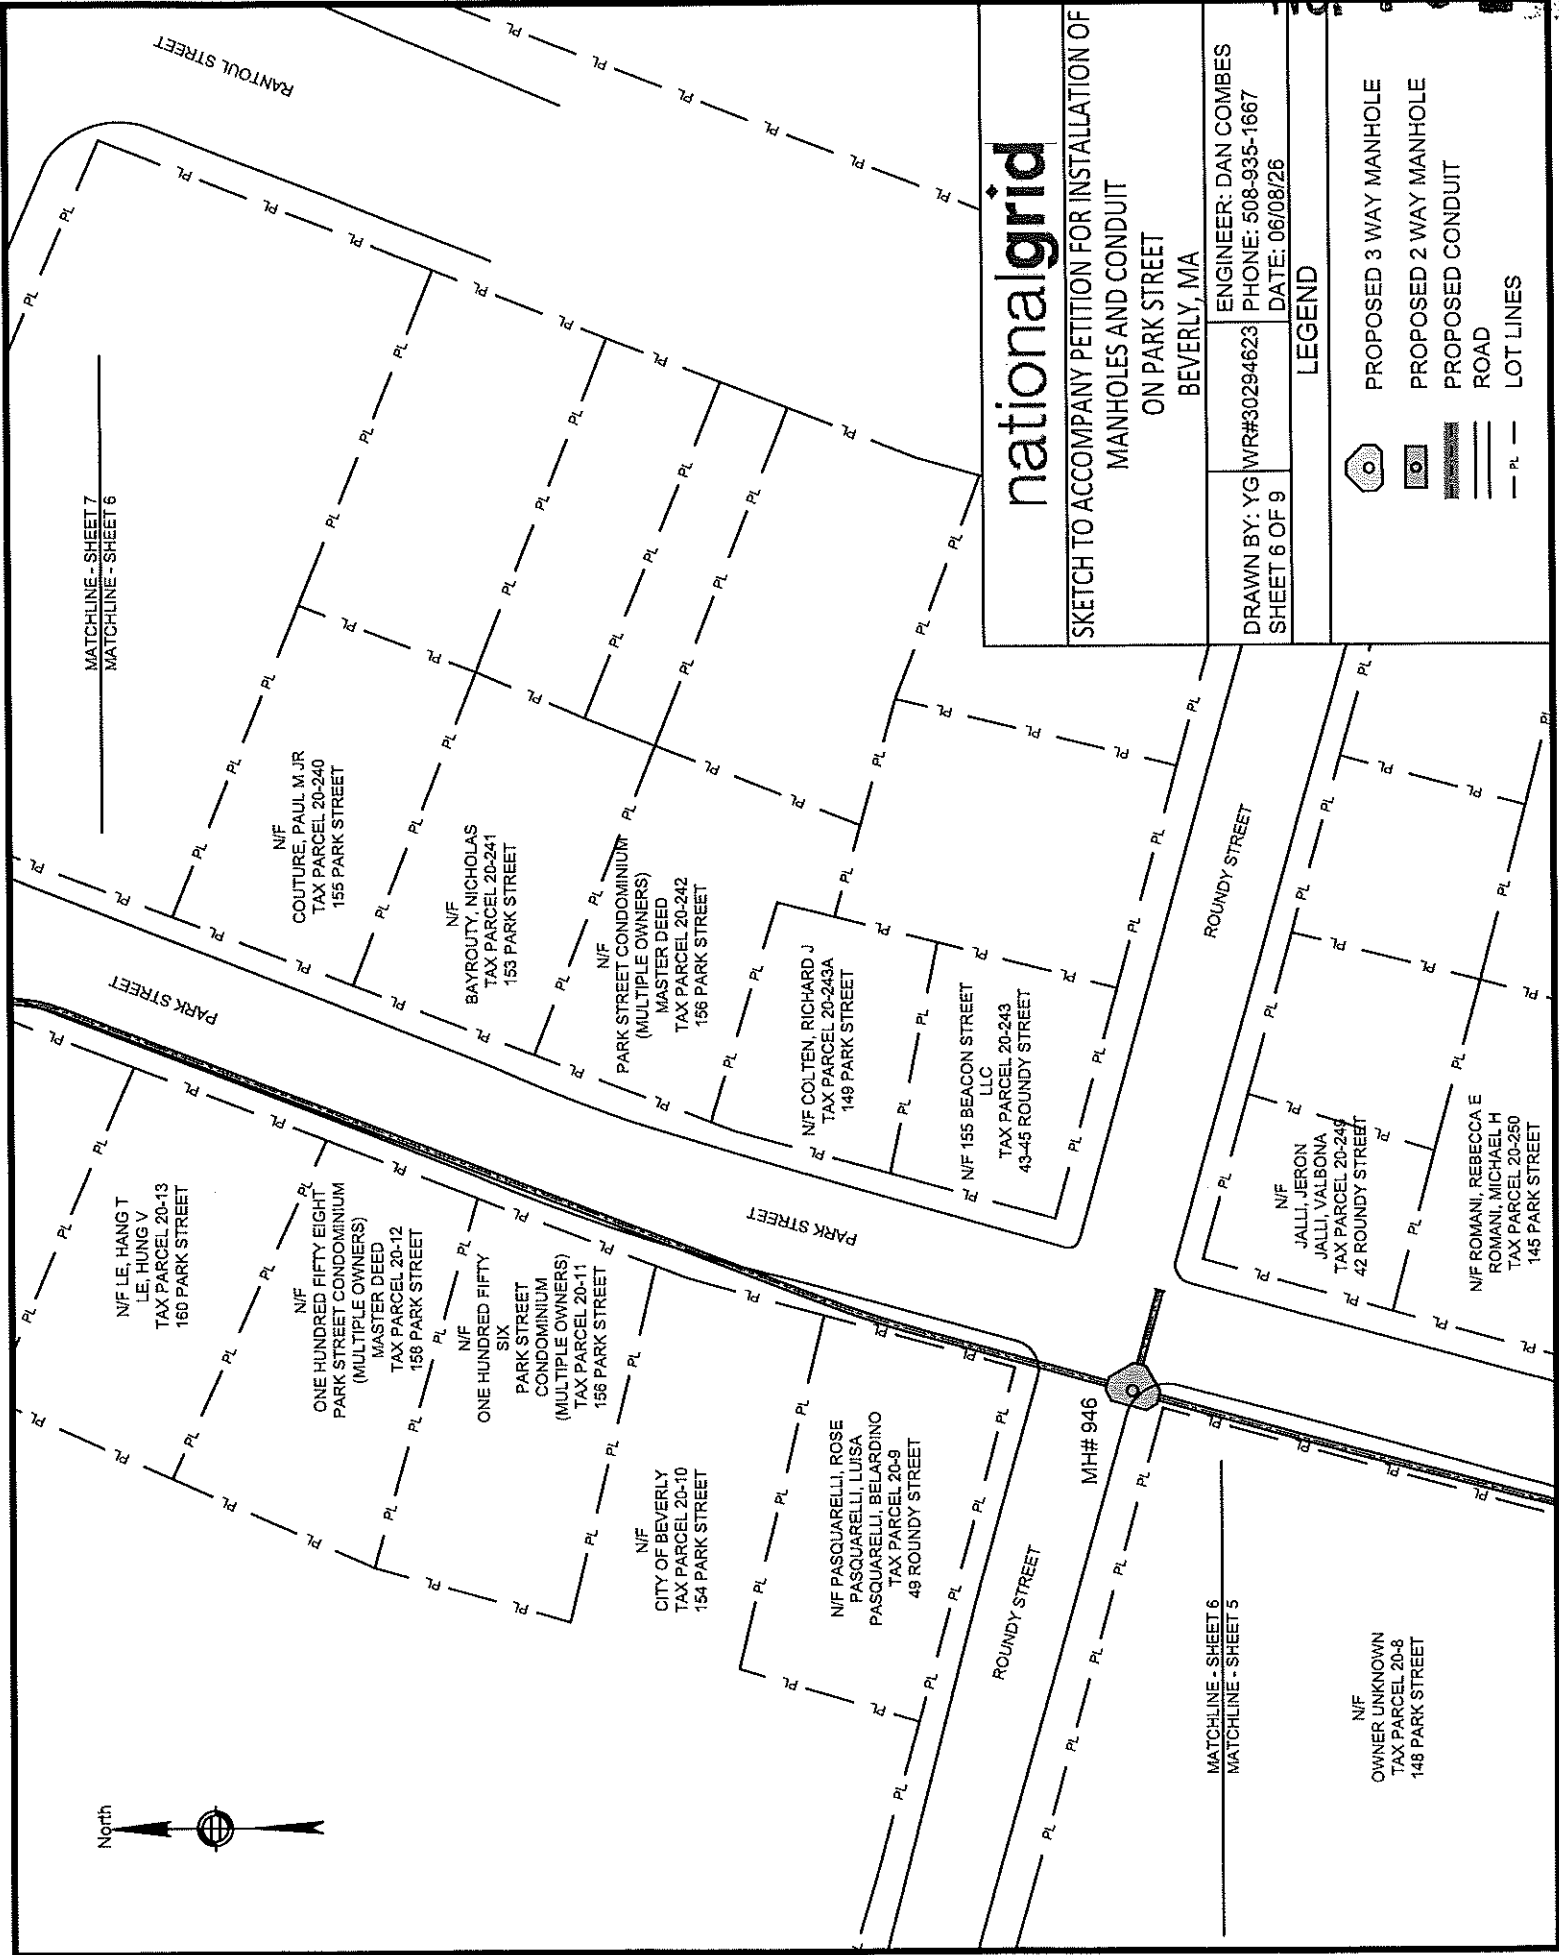 North
MATCHLINE - SHEET 7
MATCHLINE - SHEET 6
RANTOUL STREET
PARK STREET
N/F LE, HANG T
LE, HUNG V
TAX PARCEL 20-13
160 PARK STREET
N/F
ONE HUNDRED FIFTY EIGHT
PARK STREET CONDOMINIUM
(MULTIPLE OWNERS)
MASTER DEED
TAX PARCEL 20-12
158 PARK STREET
N/F
ONE HUNDRED FIFTY
SIX
PARK STREET
CONDOMINIUM
(MULTIPLE OWNERS)
TAX PARCEL 20-11
156 PARK STREET
N/F
CITY OF BEVERLY
TAX PARCEL 20-10
154 PARK STREET
N/F PASQUARELLI, ROSE
PASQUARELLI, LUISA
PASQUARELLI, BELARDINO
TAX PARCEL 20-9
49 ROUNDY STREET
N/F
COUTURE, PAUL M JR
TAX PARCEL 20-240
155 PARK STREET
N/F
BAYROUTY, NICHOLAS
TAX PARCEL 20-241
153 PARK STREET
N/F
PARK STREET CONDOMINIUM
(MULTIPLE OWNERS)
MASTER DEED
TAX PARCEL 20-242
156 PARK STREET
N/F COLTEN, RICHARD J
TAX PARCEL 20-243A
149 PARK STREET
N/F 155 BEACON STREET
LLC
TAX PARCEL 20-243
43-45 ROUNDY STREET
PARK STREET
ROUNDY STREET
ROUNDY STREET
MH# 946
MATCHLINE - SHEET 6
MATCHLINE - SHEET 5
N/F
OWNER UNKNOWN
TAX PARCEL 20-8
148 PARK STREET
N/F
JALLI, JERON
JALLI, VALBONA
TAX PARCEL 20-249
42 ROUNDY STREET
N/F ROMANI, REBECCA E
ROMANI, MICHAEL H
TAX PARCEL 20-250
145 PARK STREET
nationalgrid
SKETCH TO ACCOMPANY PETITION FOR INSTALLATION OF
MANHOLES AND CONDUIT
ON PARK STREET
BEVERLY, MA
DRAWN BY: YG
SHEET 6 OF 9
WR#30294623
ENGINEER: DAN COMBES
PHONE: 508-935-1667
DATE: 06/08/26
LEGEND
PROPOSED 3 WAY MANHOLE
PROPOSED 2 WAY MANHOLE
PROPOSED CONDUIT
ROAD
PL LOT LINES